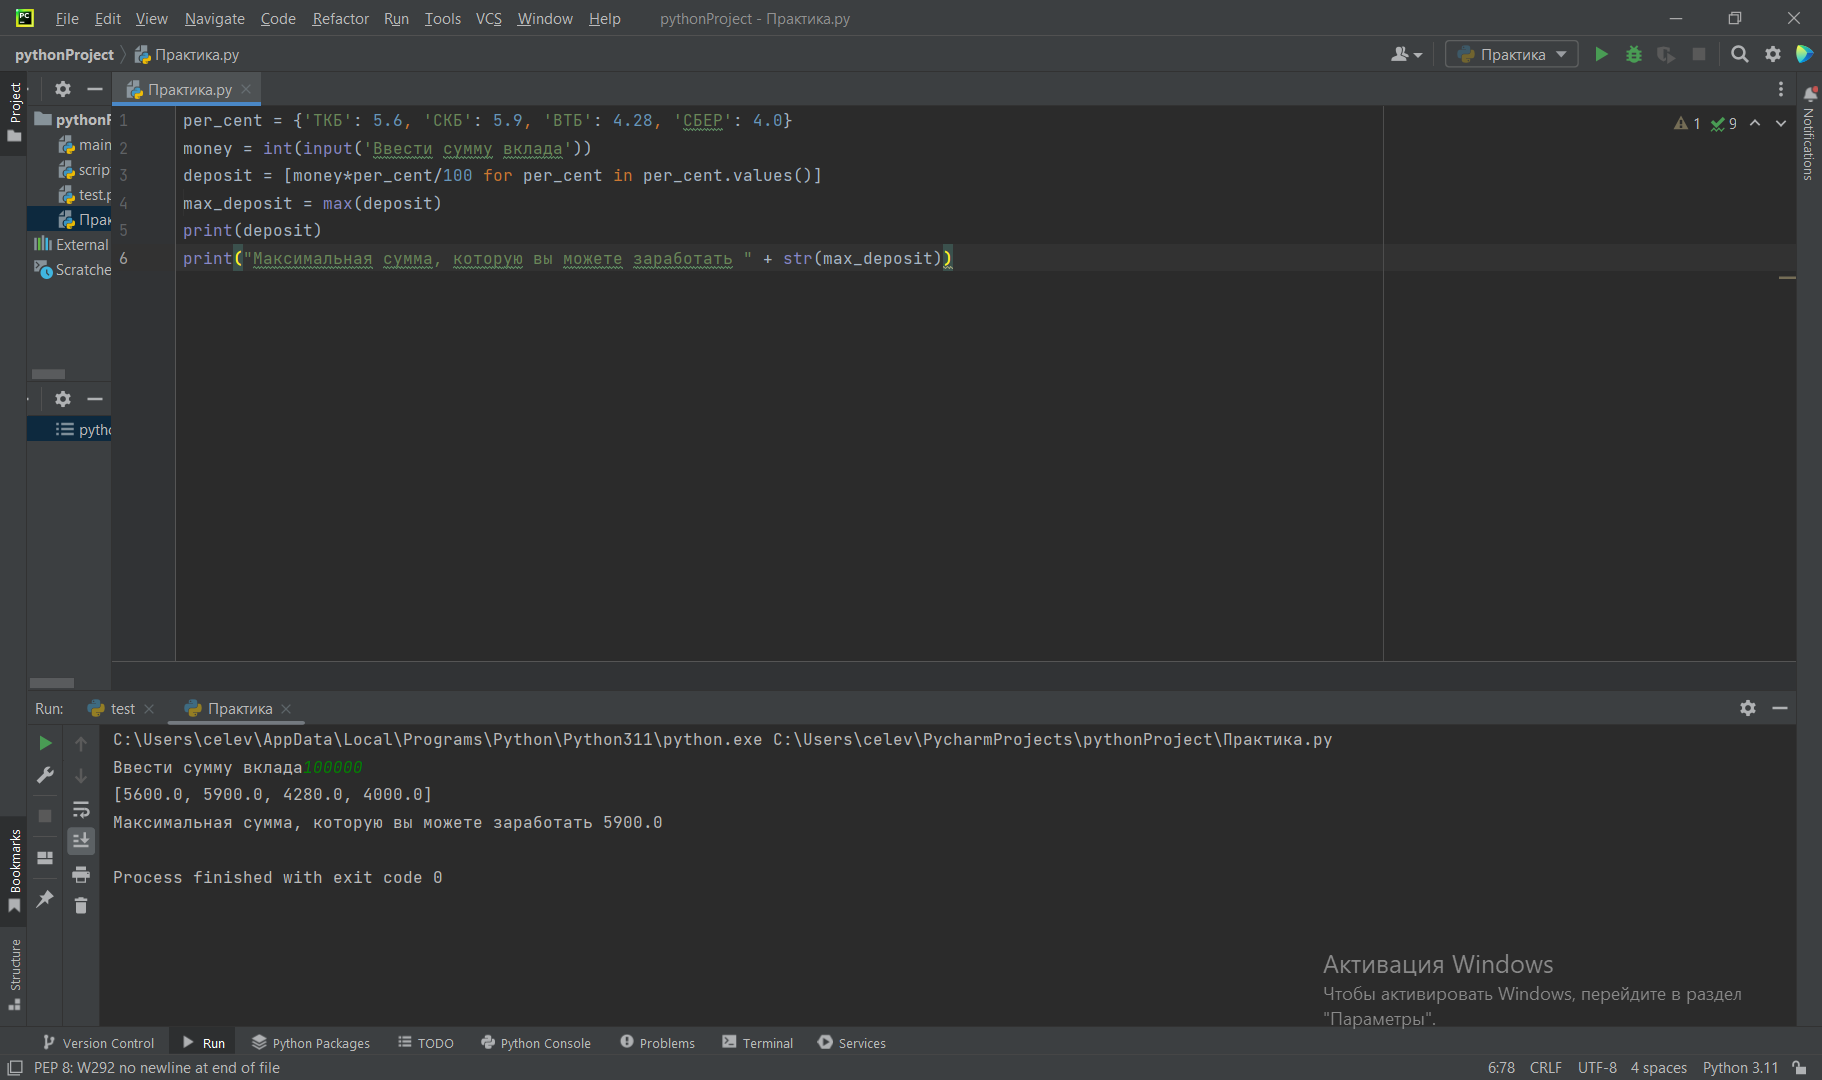 PC File Edit View Navigate Code Refactor Run Tools VCS Window Help pythonProject - Практика.py
pythonProject Практика.py Практика
Project
Практика.py
Notifications
pythonP
main
scrip
test.p
Прак
External
Scratche
1 per_cent = {'ТКБ': 5.6, 'СКБ': 5.9, 'ВТБ': 4.28, 'СБЕР': 4.0}
2 money = int(input('Ввести сумму вклада'))
3 deposit = [money*per_cent/100 for per_cent in per_cent.values()]
4 max_deposit = max(deposit)
5 print(deposit)
6 print("Максимальная сумма, которую вы можете заработать " + str(max_deposit))
1 9
pytho
Run: test Практика
C:\Users\celev\AppData\Local\Programs\Python\Python311\python.exe C:\Users\celev\PycharmProjects\pythonProject\Практика.py
Ввести сумму вклада100000
[5600.0, 5900.0, 4280.0, 4000.0]
Максимальная сумма, которую вы можете заработать 5900.0
Process finished with exit code 0
Bookmarks
Structure
Активация Windows
Чтобы активировать Windows, перейдите в раздел
"Параметры".
Version Control Run Python Packages TODO Python Console Problems Terminal Services
PEP 8: W292 no newline at end of file 6:78 CRLF UTF-8 4 spaces Python 3.11